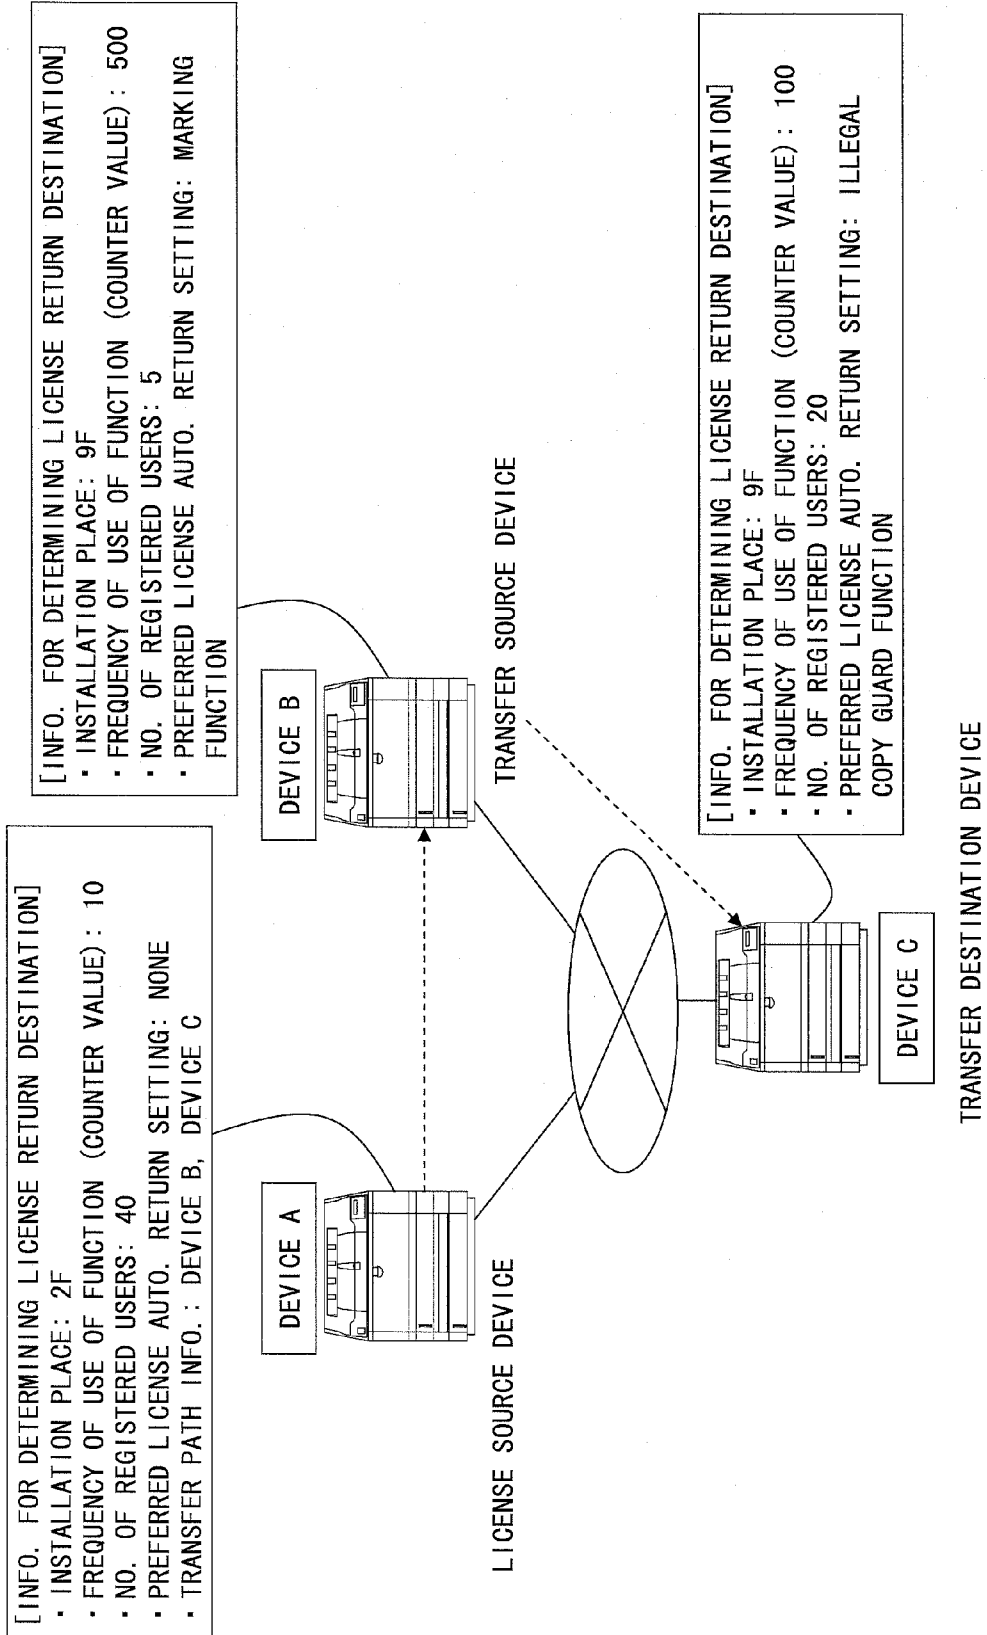 [INFO. FOR DETERMINING LICENSE RETURN DESTINATION]
・INSTALLATION PLACE: 2F
・FREQUENCY OF USE OF FUNCTION (COUNTER VALUE): 10
・NO. OF REGISTERED USERS: 40
・PREFERRED LICENSE AUTO. RETURN SETTING: NONE
・TRANSFER PATH INFO.: DEVICE B, DEVICE C
DEVICE A
LICENSE SOURCE DEVICE
[INFO. FOR DETERMINING LICENSE RETURN DESTINATION]
・INSTALLATION PLACE: 9F
・FREQUENCY OF USE OF FUNCTION (COUNTER VALUE): 500
・NO. OF REGISTERED USERS: 5
・PREFERRED LICENSE AUTO. RETURN SETTING: MARKING
FUNCTION
DEVICE B
TRANSFER SOURCE DEVICE
[INFO. FOR DETERMINING LICENSE RETURN DESTINATION]
・INSTALLATION PLACE: 9F
・FREQUENCY OF USE OF FUNCTION (COUNTER VALUE): 100
・NO. OF REGISTERED USERS: 20
・PREFERRED LICENSE AUTO. RETURN SETTING: ILLEGAL
COPY GUARD FUNCTION
DEVICE C
TRANSFER DESTINATION DEVICE